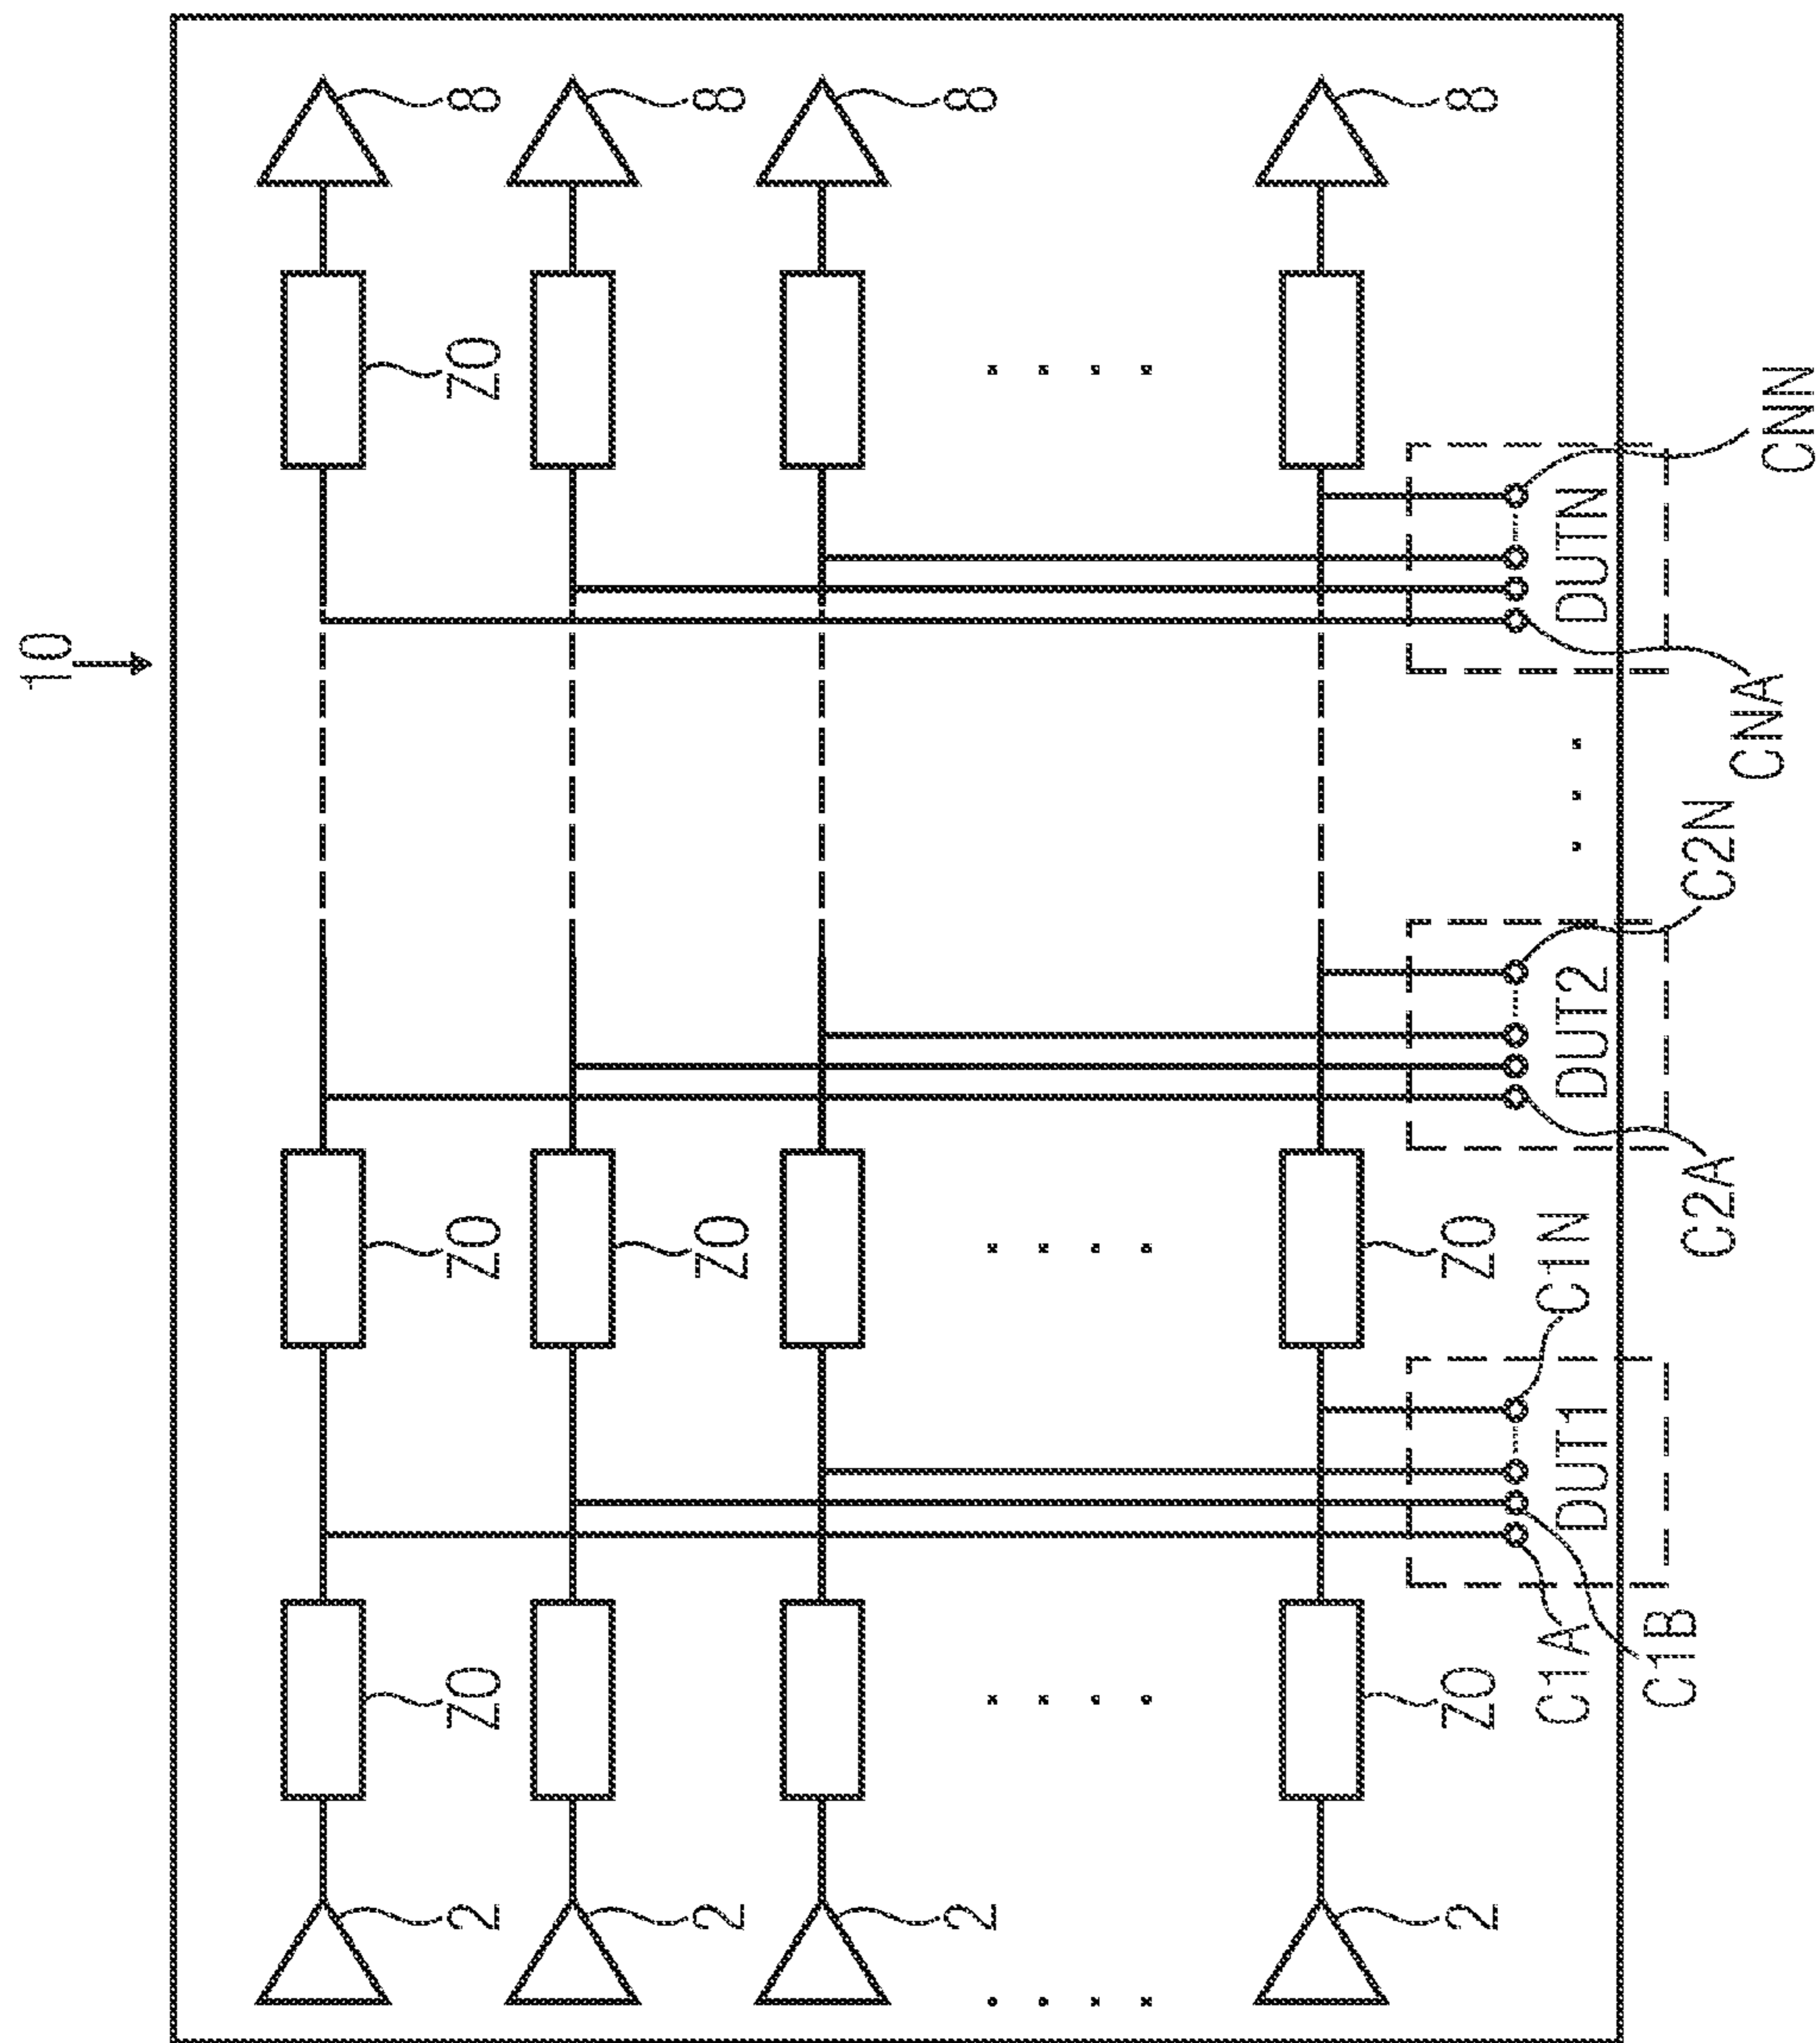 10
2 Z0 Z0 Z0 8
2 Z0 8
2 8
2 Z0 Z0 8
DUT1 DUT2 DUTN
C1A C1N
C1B
C2A C2N
CNA
CNN